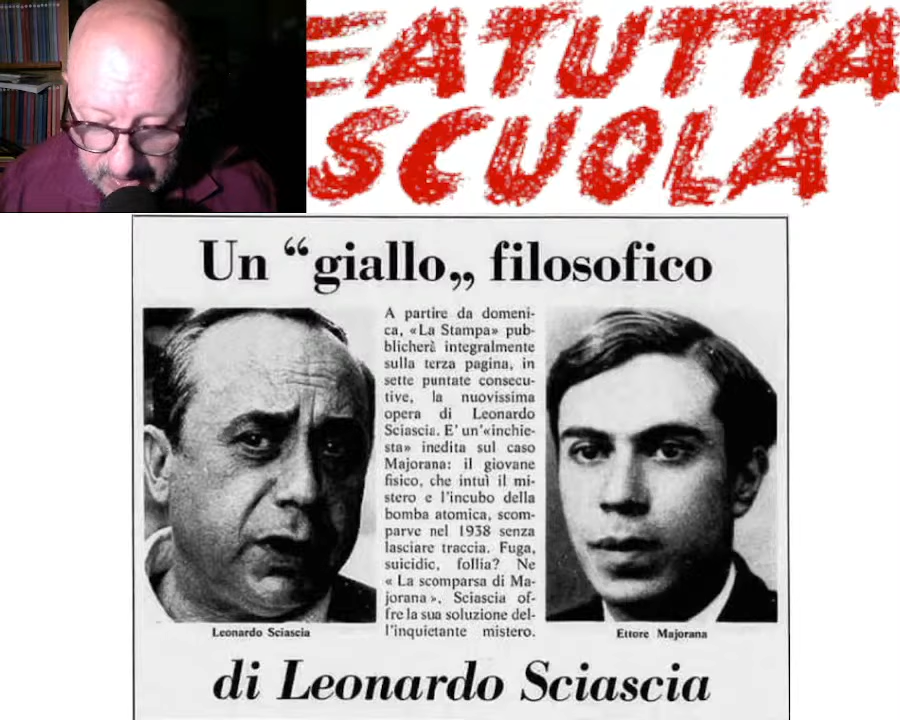 EATUTTA
SCUOLA
Un “giallo„ filosofico
A partire da domeni-
ca, «La Stampa» pub-
blicherà integralmente
sulla terza pagina, in
sette puntate consecu-
tive, la nuovissima
opera di Leonardo
Sciascia. E' un'«inchie-
sta» inedita sul caso
Majorana: il giovane
fisico, che intuì il mi-
stero e l'incubo della
bomba atomica, scom-
parve nel 1938 senza
lasciare traccia. Fuga,
suicidic, follia? Ne
« La scomparsa di Ma-
jorana», Sciascia of-
fre la sua soluzione del-
l'inquietante mistero.
Leonardo Sciascia
Ettore Majorana
di Leonardo Sciascia